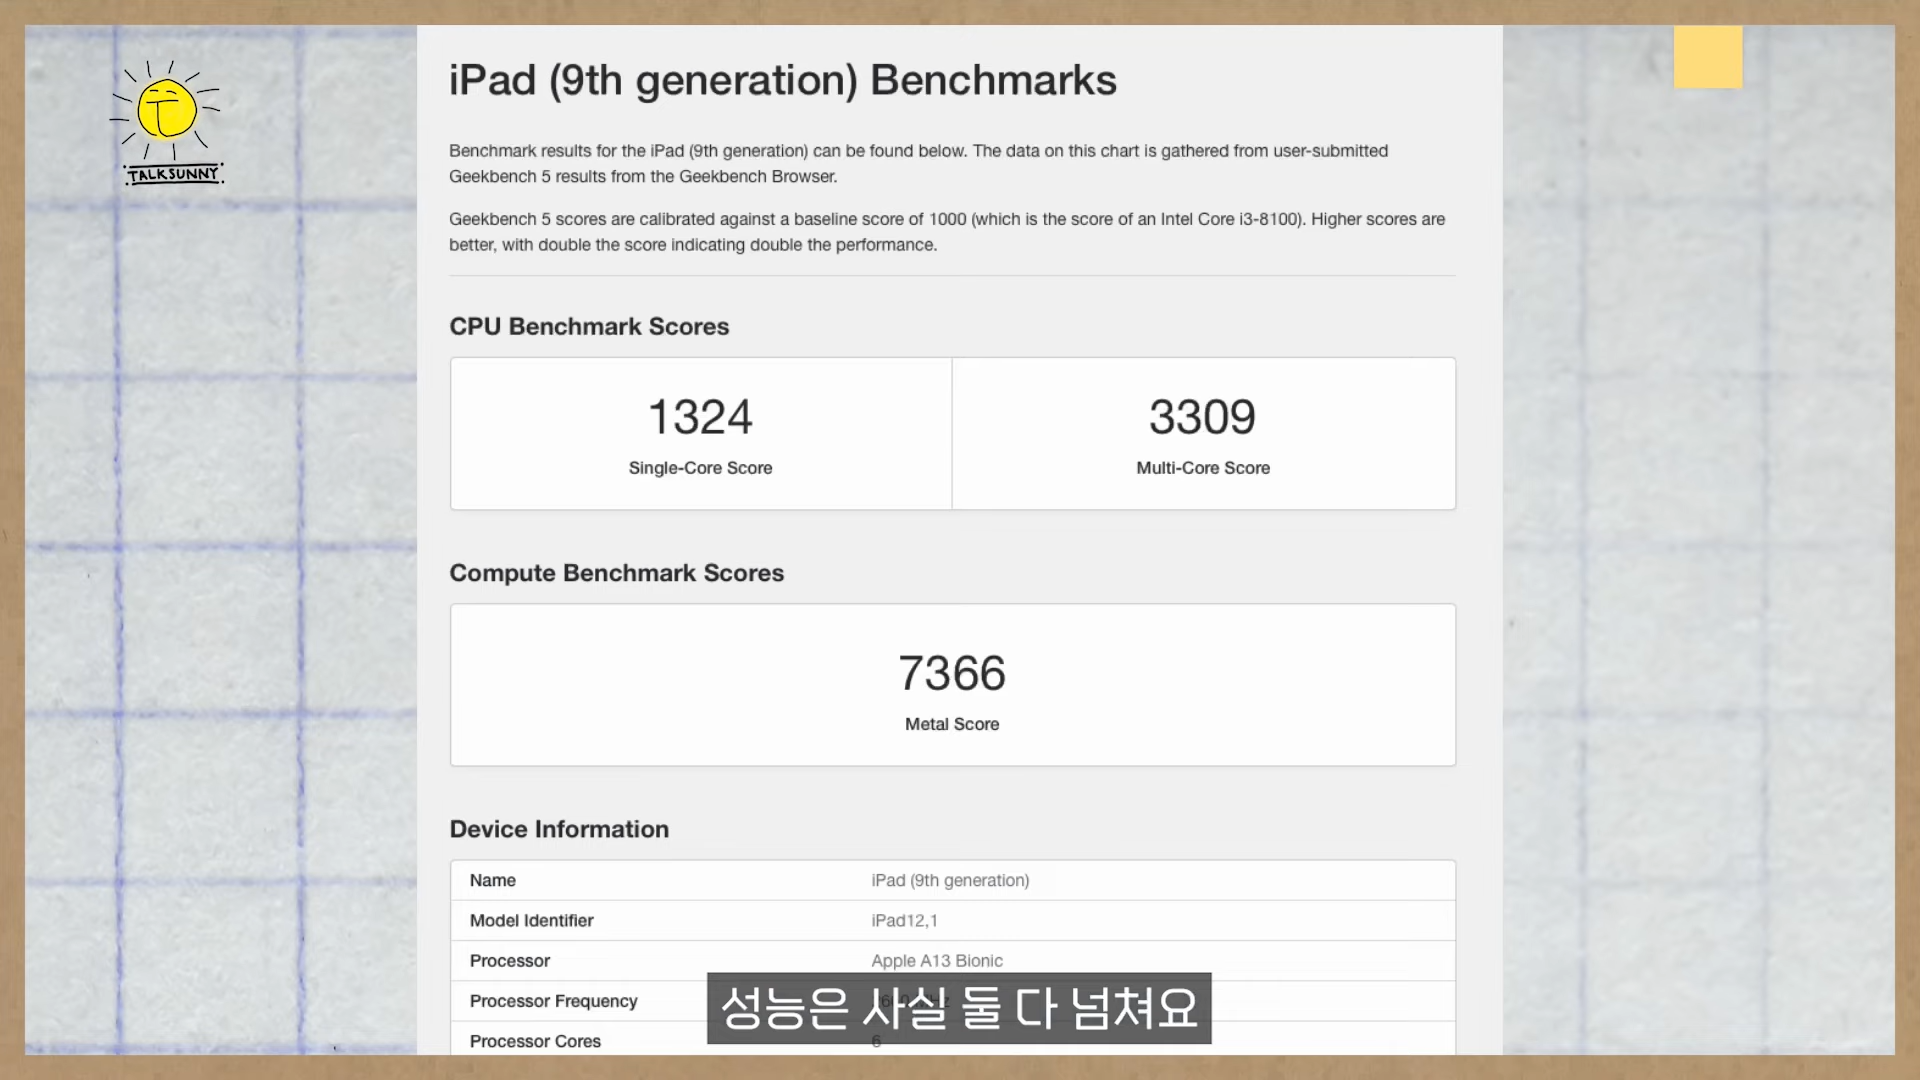 TALKSUNNY
iPad (9th generation) Benchmarks
Benchmark results for the iPad (9th generation) can be found below. The data on this chart is gathered from user-submitted
Geekbench 5 results from the Geekbench Browser.
Geekbench 5 scores are calibrated against a baseline score of 1000 (which is the score of an Intel Core i3-8100). Higher scores are
better, with double the score indicating double the performance.
CPU Benchmark Scores
1324
Single-Core Score
3309
Multi-Core Score
Compute Benchmark Scores
7366
Metal Score
Device Information
Name iPad (9th generation)
Model Identifier iPad12,1
Processor Apple A13 Bionic
Processor Frequency
Processor Cores 6
성능은 사실 둘 다 넘쳐요